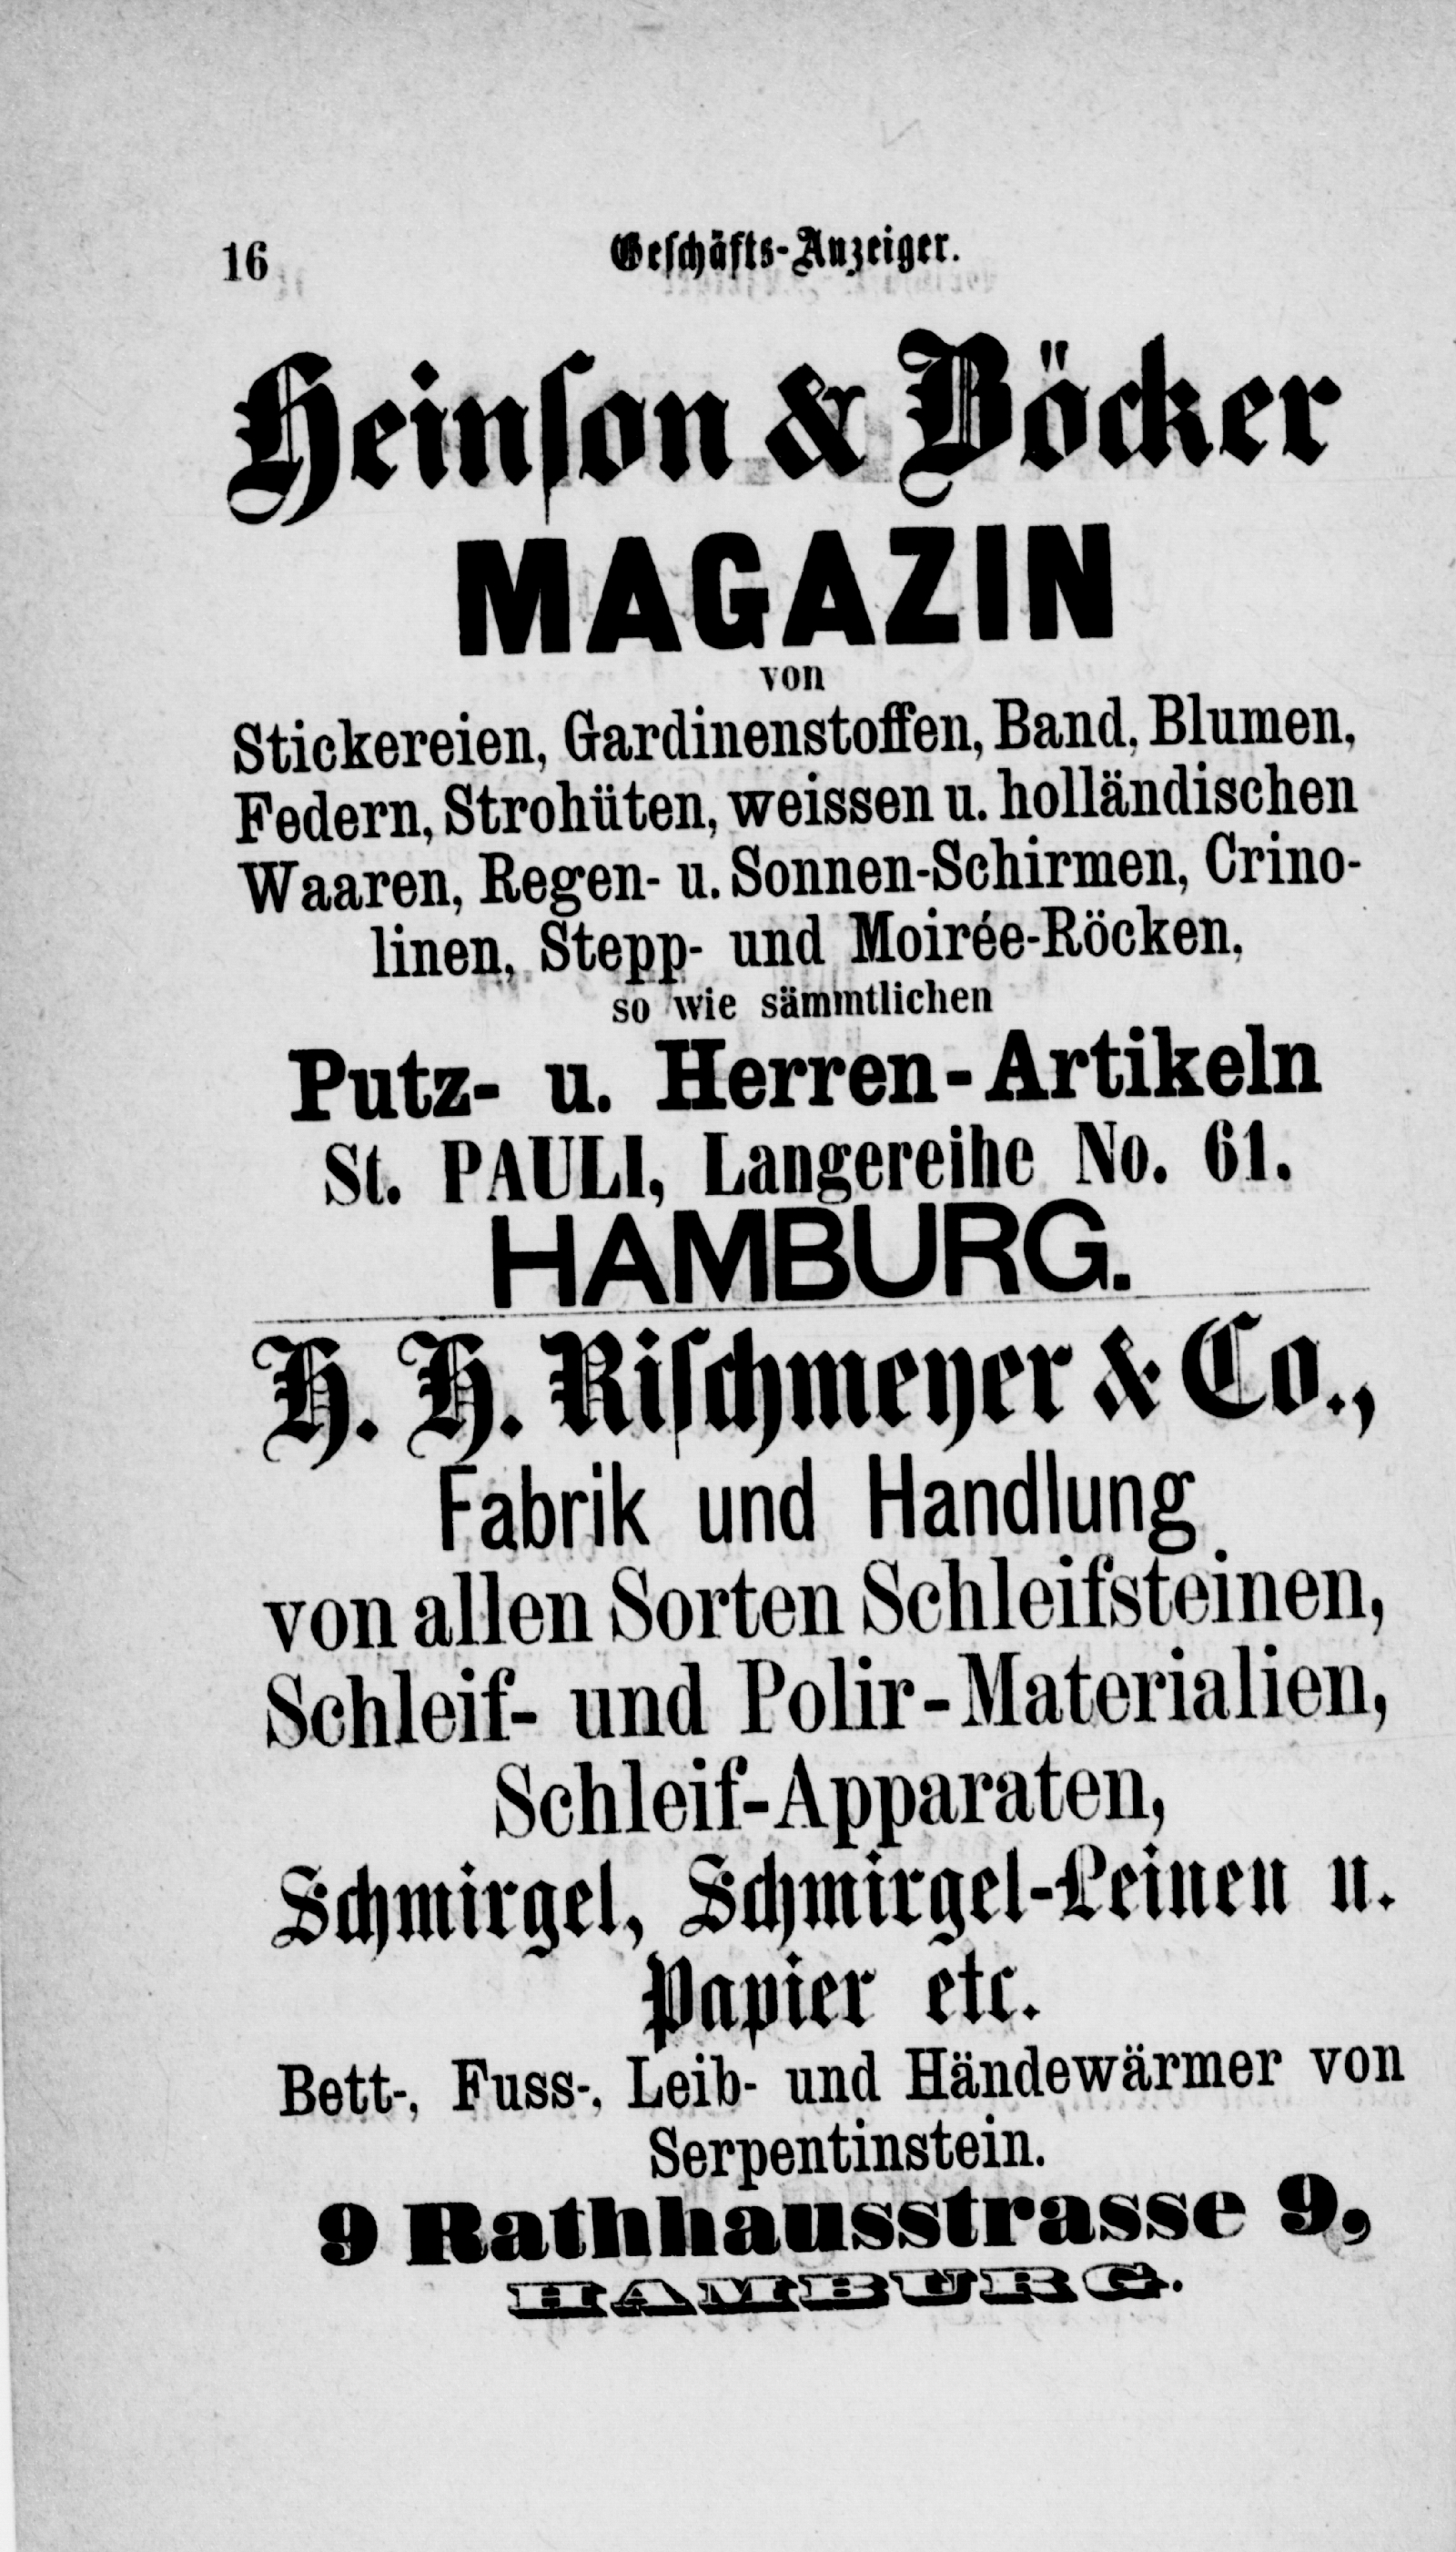 16 Geſchäfts-Anzeiger.
Heinſon & Böcker
MAGAZIN
von
Stickereien, Gardinenstoffen, Band, Blumen,
Federn, Strohüten, weissen u. holländischen
Waaren, Regen- u. Sonnen-Schirmen, Crino-
linen, Stepp- und Moirée-Röcken,
so wie sämmtlichen
Putz- u. Herren-Artikeln
St. PAULI, Langereihe No. 61.
HAMBURG.
H. H. Riſchmeyer & Co.,
Fabrik und Handlung
von allen Sorten Schleifsteinen,
Schleif- und Polir-Materialien,
Schleif-Apparaten,
Schmirgel, Schmirgel-Leinen u.
Papier etc.
Bett-, Fuss-, Leib- und Händewärmer von
Serpentinstein.
9 Rathhausstrasse 9,
HAMBURG.